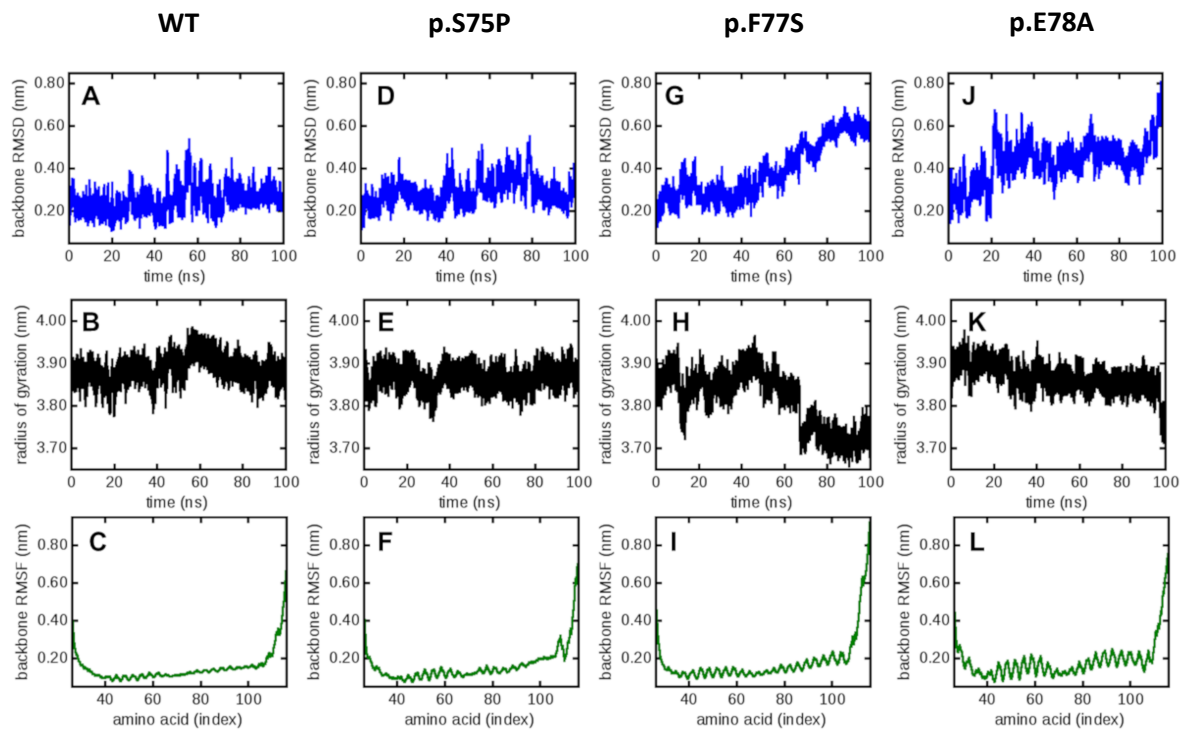 WT p.S75P p.F77S p.E78A
A D G J
backbone RMSD (nm) backbone RMSD (nm) backbone RMSD (nm) backbone RMSD (nm)
0.80 0.80 0.80 0.80
0.60 0.60 0.60 0.60
0.40 0.40 0.40 0.40
0.20 0.20 0.20 0.20
0 20 40 60 80 100 0 20 40 60 80 100 0 20 40 60 80 100 0 20 40 60 80 100
time (ns) time (ns) time (ns) time (ns)
B E H K
radius of gyration (nm) radius of gyration (nm) radius of gyration (nm) radius of gyration (nm)
4.00 4.00 4.00 4.00
3.90 3.90 3.90 3.90
3.80 3.80 3.80 3.80
3.70 3.70 3.70 3.70
0 20 40 60 80 100 0 20 40 60 80 100 0 20 40 60 80 100 0 20 40 60 80 100
time (ns) time (ns) time (ns) time (ns)
C F I L
backbone RMSF (nm) backbone RMSF (nm) backbone RMSF (nm) backbone RMSF (nm)
0.80 0.80 0.80 0.80
0.60 0.60 0.60 0.60
0.40 0.40 0.40 0.40
0.20 0.20 0.20 0.20
40 60 80 100 40 60 80 100 40 60 80 100 40 60 80 100
amino acid (index) amino acid (index) amino acid (index) amino acid (index)